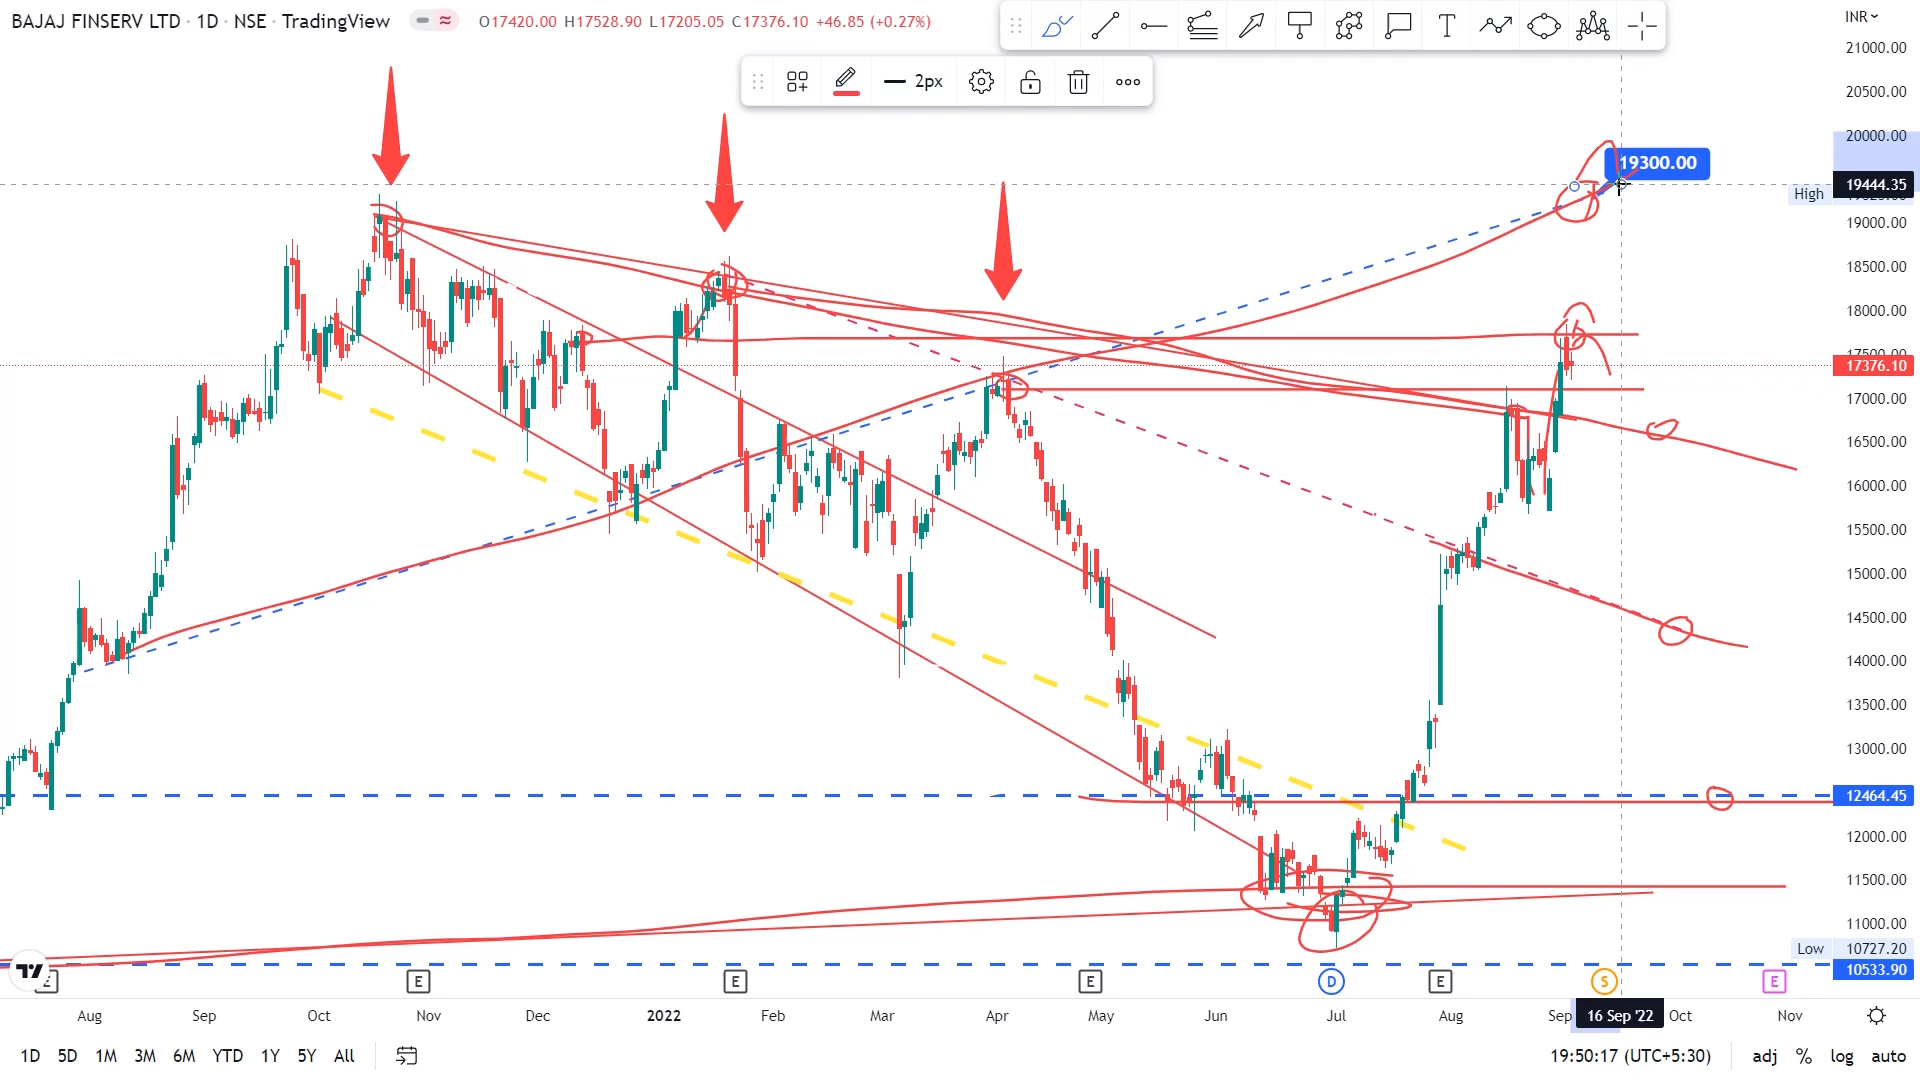 BAJAJ FINSERV LTD · 1D · NSE · TradingView
O17420.00 H17528.90 L17205.05 C17376.10 +46.85 (+0.27%)
T
INR
2px
21000.00
20500.00
20000.00
19300.00
High
19444.35
19000.00
18500.00
18000.00
17376.10
17000.00
16500.00
16000.00
15500.00
15000.00
14500.00
14000.00
13500.00
13000.00
12464.45
12000.00
11500.00
11000.00
Low 10727.20
10533.90
E E E E D E S E
Aug Sep Oct Nov Dec 2022 Feb Mar Apr May Jun Jul Aug Sep 16 Sep '22 Oct Nov
1D 5D 1M 3M 6M YTD 1Y 5Y All
19:50:17 (UTC+5:30) adj % log auto